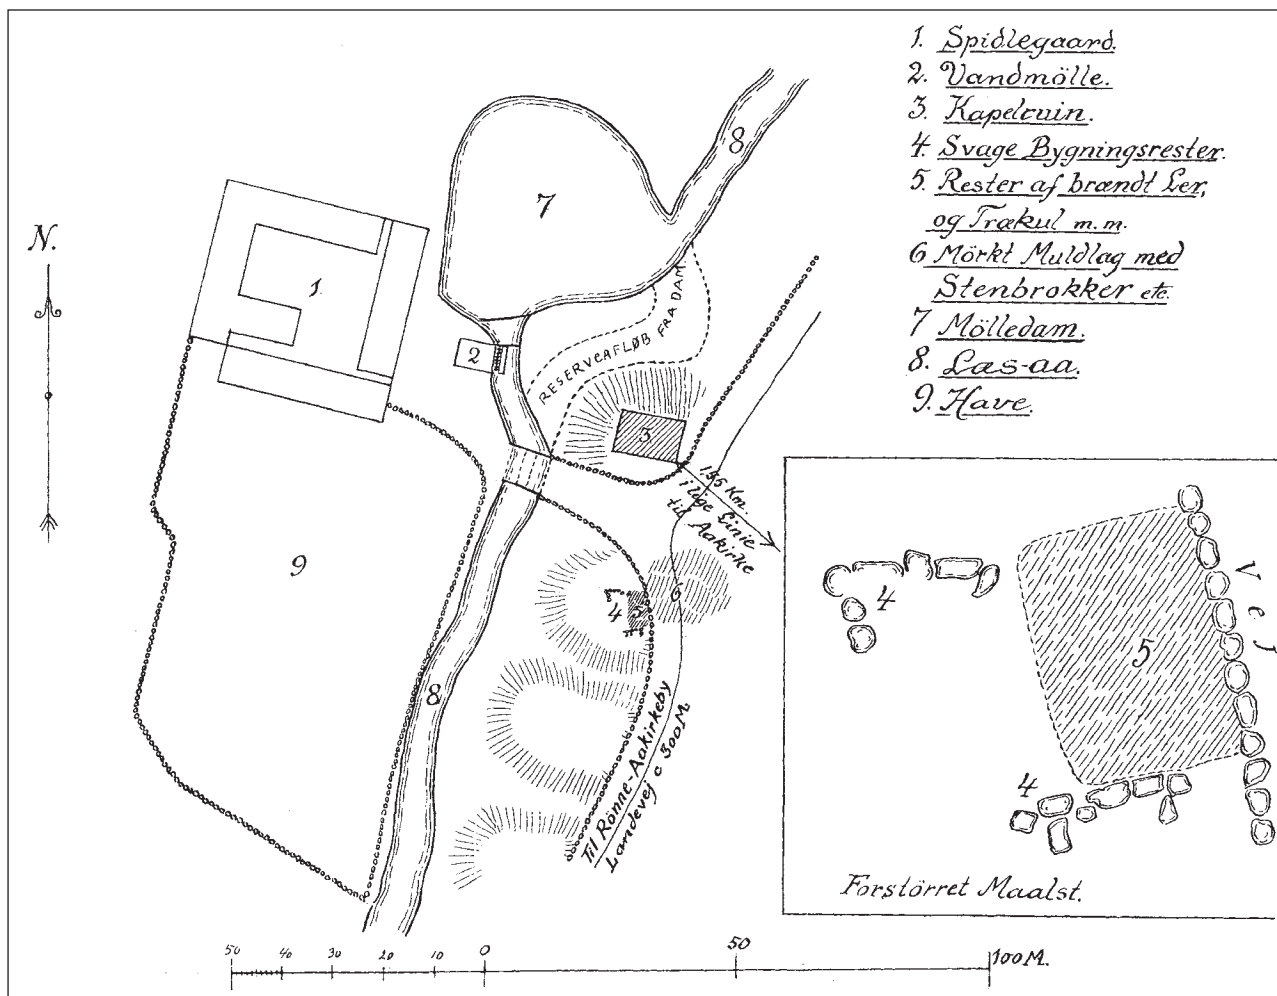 1. Spidlegaard.
2. Vandmölle.
3. Kapelruin.
4. Svage Bygningsrester.
5. Rester af brændt Ler,
og Trækul m.m.
6 Mörkt Muldlag med
Stenbrokker etc.
7 Mölledam.
8. Læs-aa.
9. Have.
N.
1.
2
3
4
5
6
7
8
8
9
RESERVEAFLØB FRA DAM.
1,55 Km.
i lige Linie
til Aakirke
Til Rönne-Aakirkeby
Landevej c 300 M.
4
5
4
Vej
Forstörret Maalst.
50 40 30 20 10 0 50 100 M.